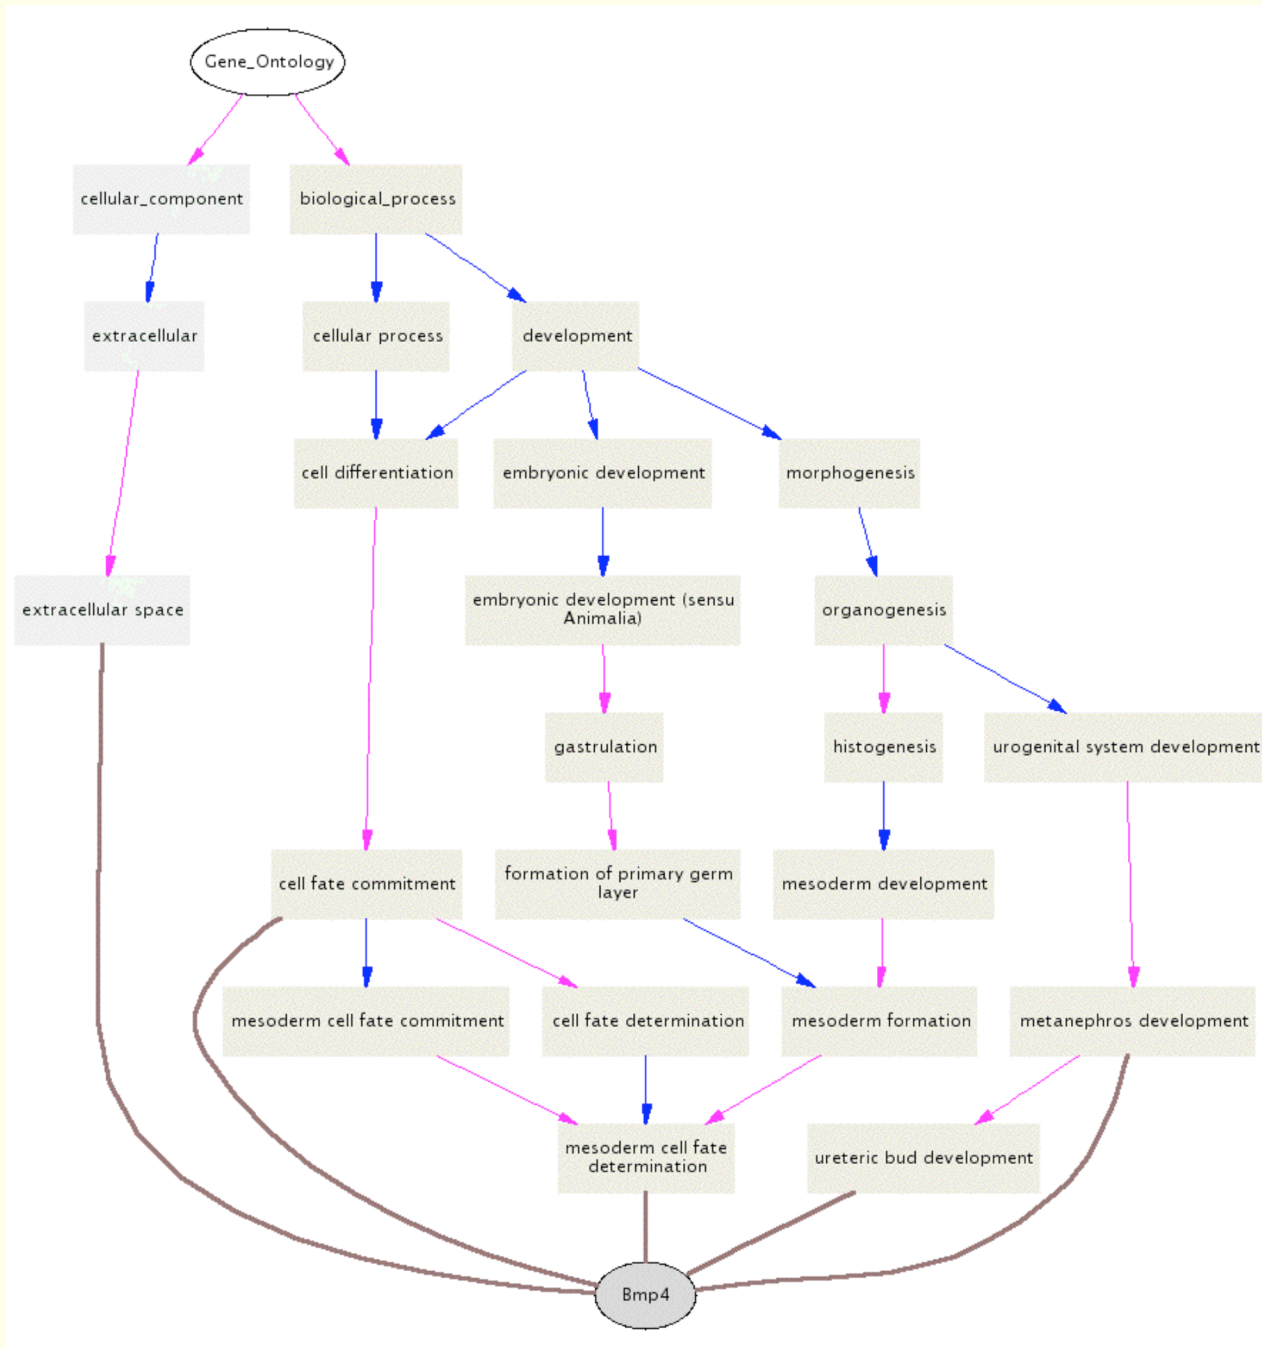 Gene_Ontology
cellular_component
biological_process
extracellular
cellular process
development
cell differentiation
embryonic development
morphogenesis
extracellular space
embryonic development (sensu
Animalia)
organogenesis
gastrulation
histogenesis
urogenital system development
cell fate commitment
formation of primary germ
layer
mesoderm development
mesoderm cell fate commitment
cell fate determination
mesoderm formation
metanephros development
mesoderm cell fate
determination
ureteric bud development
Bmp4